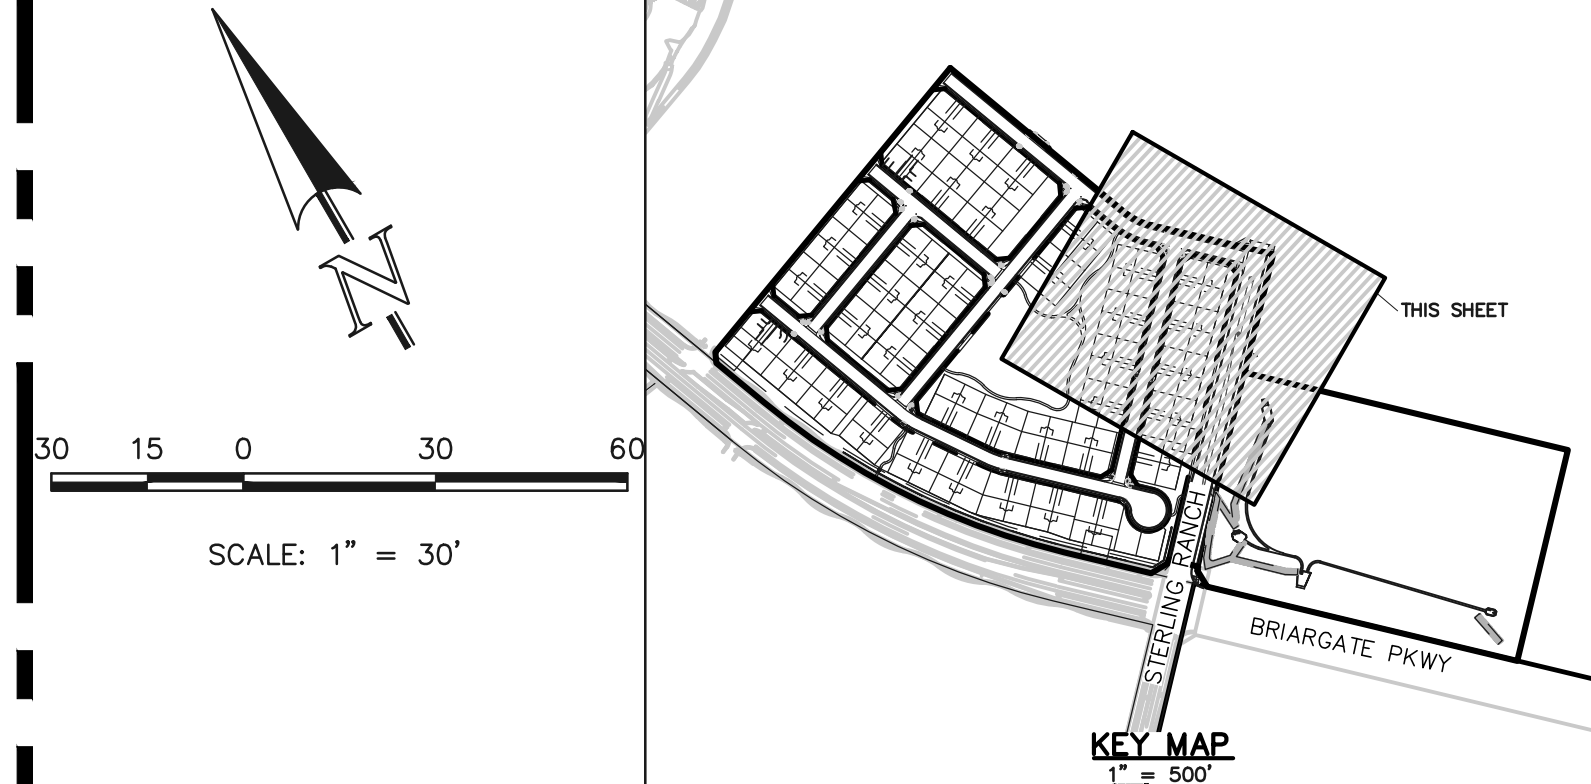 N
30 15 0 30 60
SCALE: 1" = 30'
THIS SHEET
STERLING RANCH
BRIARGATE PKWY
KEY MAP
1" = 500'